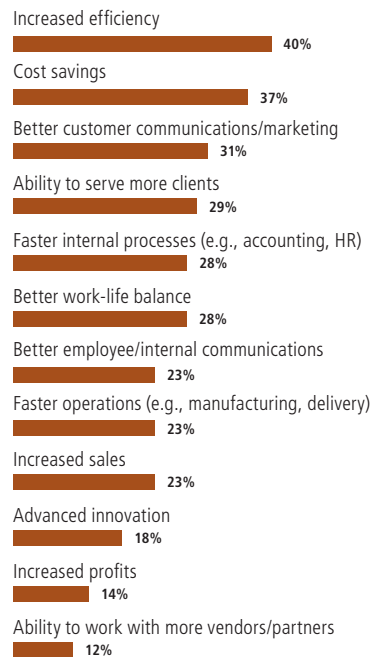 Increased efficiency
40%
Cost savings
37%
Better customer communications/marketing
31%
Ability to serve more clients
29%
Faster internal processes (e.g., accounting, HR)
28%
Better work-life balance
28%
Better employee/internal communications
23%
Faster operations (e.g., manufacturing, delivery)
23%
Increased sales
23%
Advanced innovation
18%
Increased profits
14%
Ability to work with more vendors/partners
12%